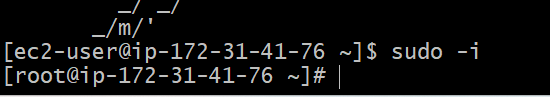 _/ _/
_/m/'
[ec2-user@ip-172-31-41-76 ~]$ sudo -i
[root@ip-172-31-41-76 ~]#